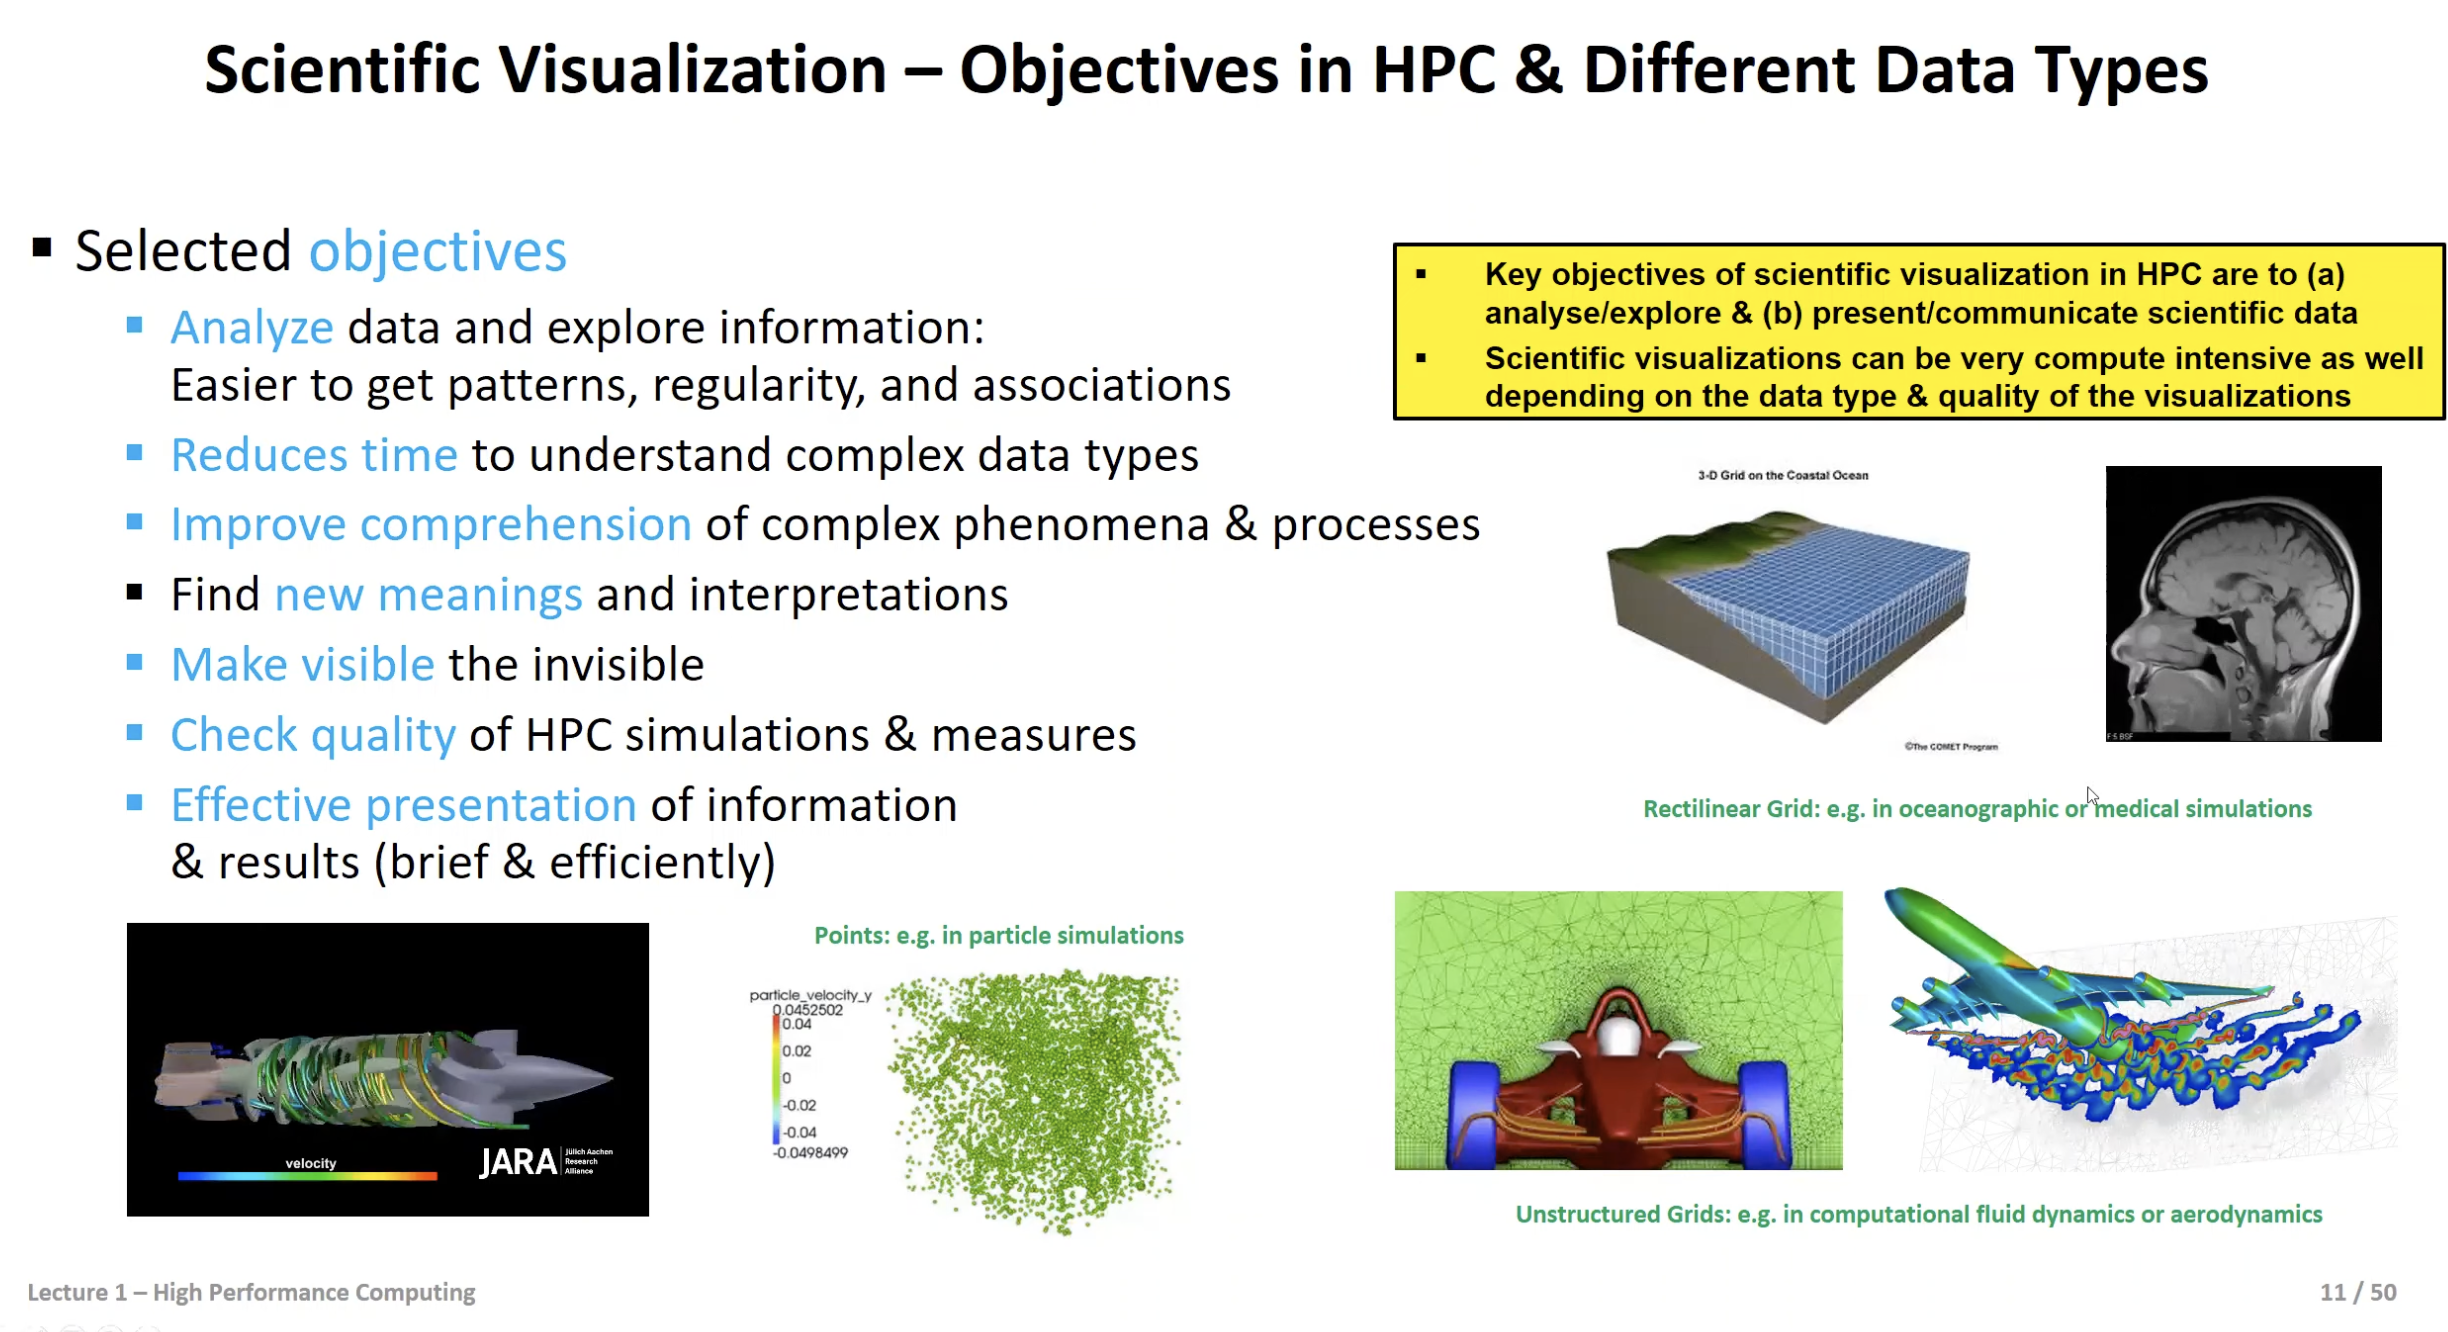 Scientific Visualization – Objectives in HPC & Different Data Types
▪ Selected objectives
▪ Analyze data and explore information:
Easier to get patterns, regularity, and associations
▪ Reduces time to understand complex data types
▪ Improve comprehension of complex phenomena & processes
▪ Find new meanings and interpretations
▪ Make visible the invisible
▪ Check quality of HPC simulations & measures
▪ Effective presentation of information
& results (brief & efficiently)
▪ Key objectives of scientific visualization in HPC are to (a)
analyse/explore & (b) present/communicate scientific data
▪ Scientific visualizations can be very compute intensive as well
depending on the data type & quality of the visualizations
3-D Grid on the Coastal Ocean
©The COMET Program
F:S BSF
Rectilinear Grid: e.g. in oceanographic or medical simulations
velocity
JARA
Jülich Aachen
Research
Alliance
Points: e.g. in particle simulations
particle_velocity_y
0.0452502
0.04
0.02
0
-0.02
-0.04
-0.0498499
Unstructured Grids: e.g. in computational fluid dynamics or aerodynamics
Lecture 1 – High Performance Computing
11 / 50